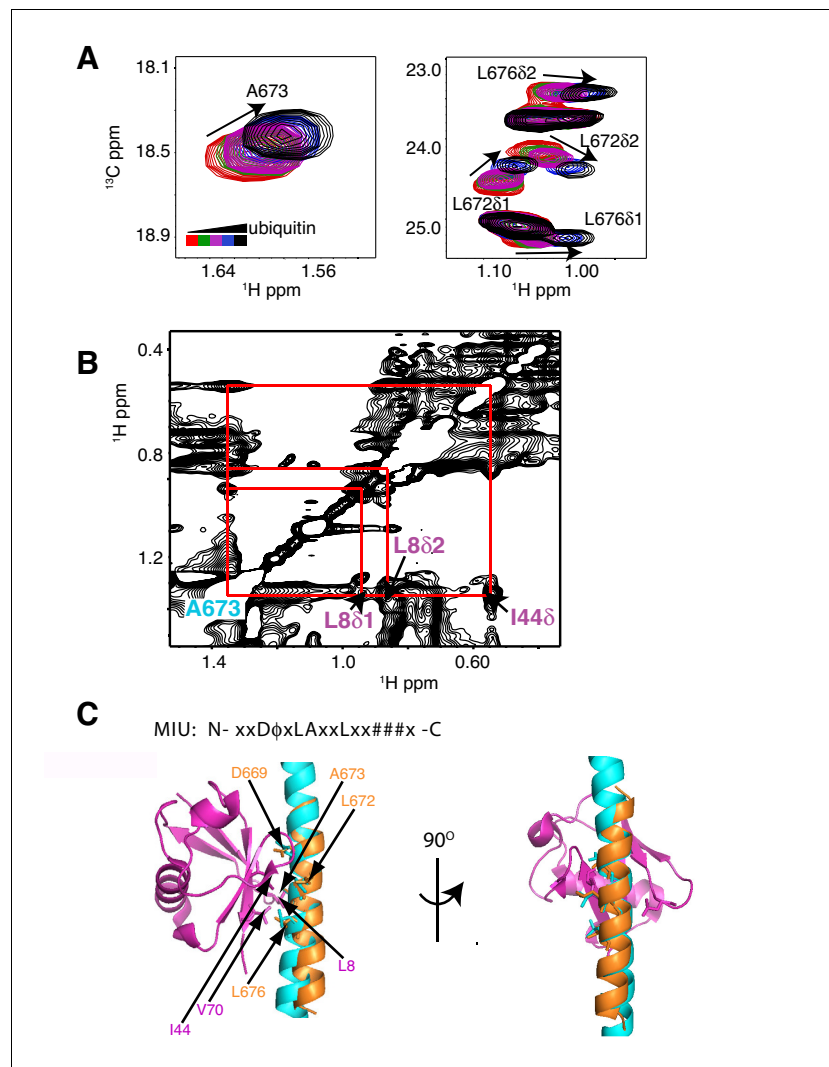 A
18.1
18.5
18.9
13C ppm
A673
ubiquitin
1.64 1.56
1H ppm
23.0
24.0
25.0
L676δ2
L672δ2
L672δ1
L676δ1
1.10 1.00
1H ppm
B
0.4
0.8
1.2
1H ppm
A673
L8δ2
L8δ1
I44δ
1.4 1.0 0.60
1H ppm
C
MIU: N- xxDϕxLAxxLxx###x -C
D669 A673
L672
90O
L8
L676
V70
I44